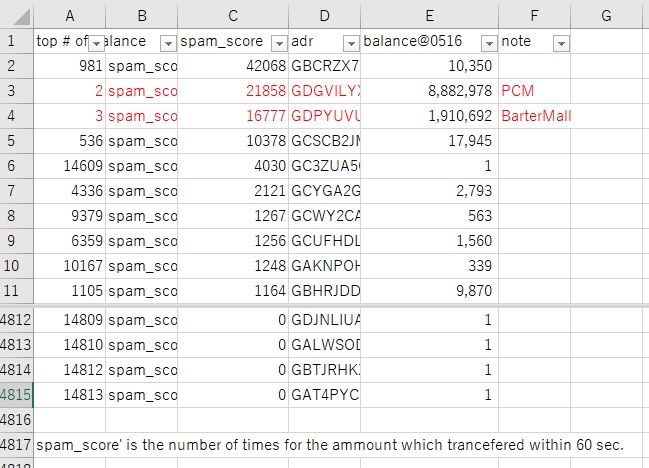 A B C D E F G
1 top # of alance spam_score adr balance@0516 note
2 981 spam_sco 42068 GBCRZX7 10,350
3 2 spam_sco 21858 GDGVILY 8,882,978 PCM
4 3 spam_sco 16777 GDPYUVU 1,910,692 BarterMall
5 536 spam_sco 10378 GCSCB2J 17,945
6 14609 spam_sco 4030 GC3ZUA5 1
7 4336 spam_sco 2121 GCYGA2G 2,793
8 9379 spam_sco 1267 GCWY2CA 563
9 6359 spam_sco 1256 GCUFHDL 1,560
10 10167 spam_sco 1248 GAKNPOH 339
11 1105 spam_sco 1164 GBHRJDD 9,870
4812 14809 spam_sco 0 GDJNLIUA 1
4813 14810 spam_sco 0 GALWSOD 1
4814 14812 spam_sco 0 GBTJRHK 1
4815 14813 spam_sco 0 GAT4PYC 1
4816
4817 spam_score' is the number of times for the ammount which trancefered within 60 sec.